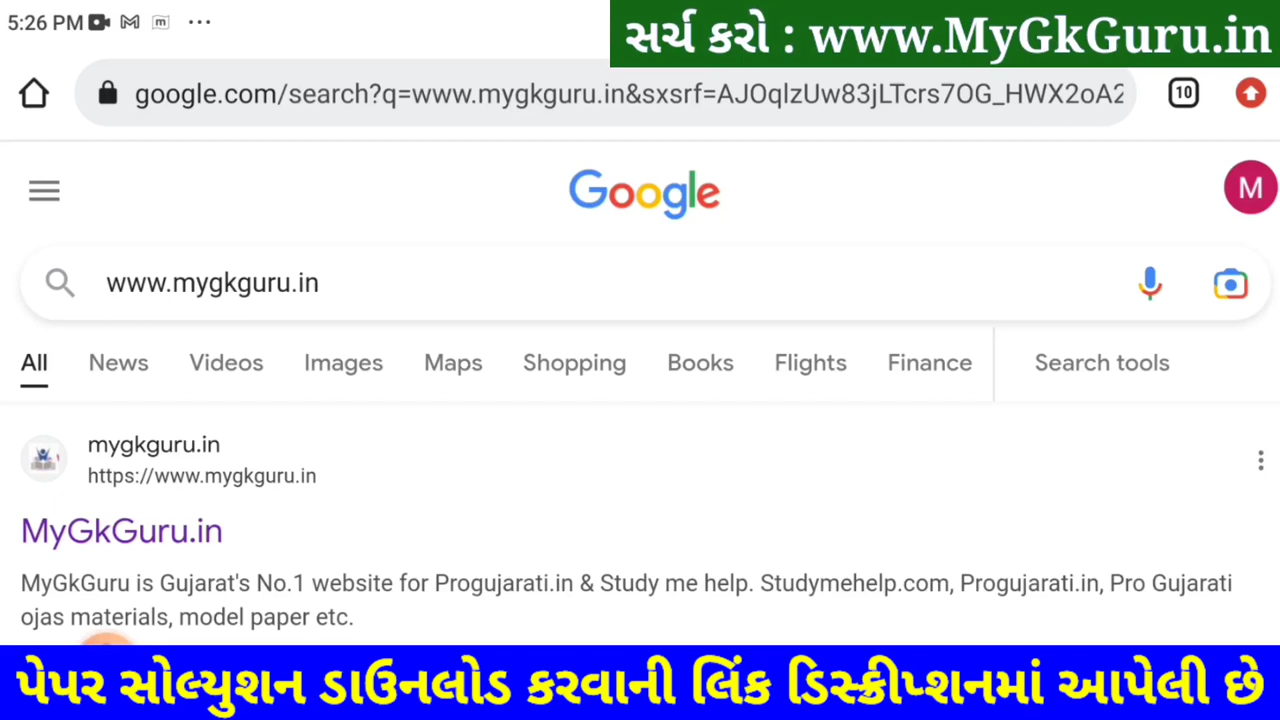 5:26 PM
સર્ચ કરો : www.MyGkGuru.in
google.com/search?q=www.mygkguru.in&sxsrf=AJOqlzUw83jLTcrs7OG_HWX2oA2
10
Google
M
www.mygkguru.in
All News Videos Images Maps Shopping Books Flights Finance Search tools
mygkguru.in
https://www.mygkguru.in
MyGkGuru.in
MyGkGuru is Gujarat's No.1 website for Progujarati.in & Study me help. Studymehelp.com, Progujarati.in, Pro Gujarati
ojas materials, model paper etc.
પેપર સોલ્યુશન ડાઉનલોડ કરવાની લિંક ડિસ્ક્રીપ્શનમાં આપેલી છે